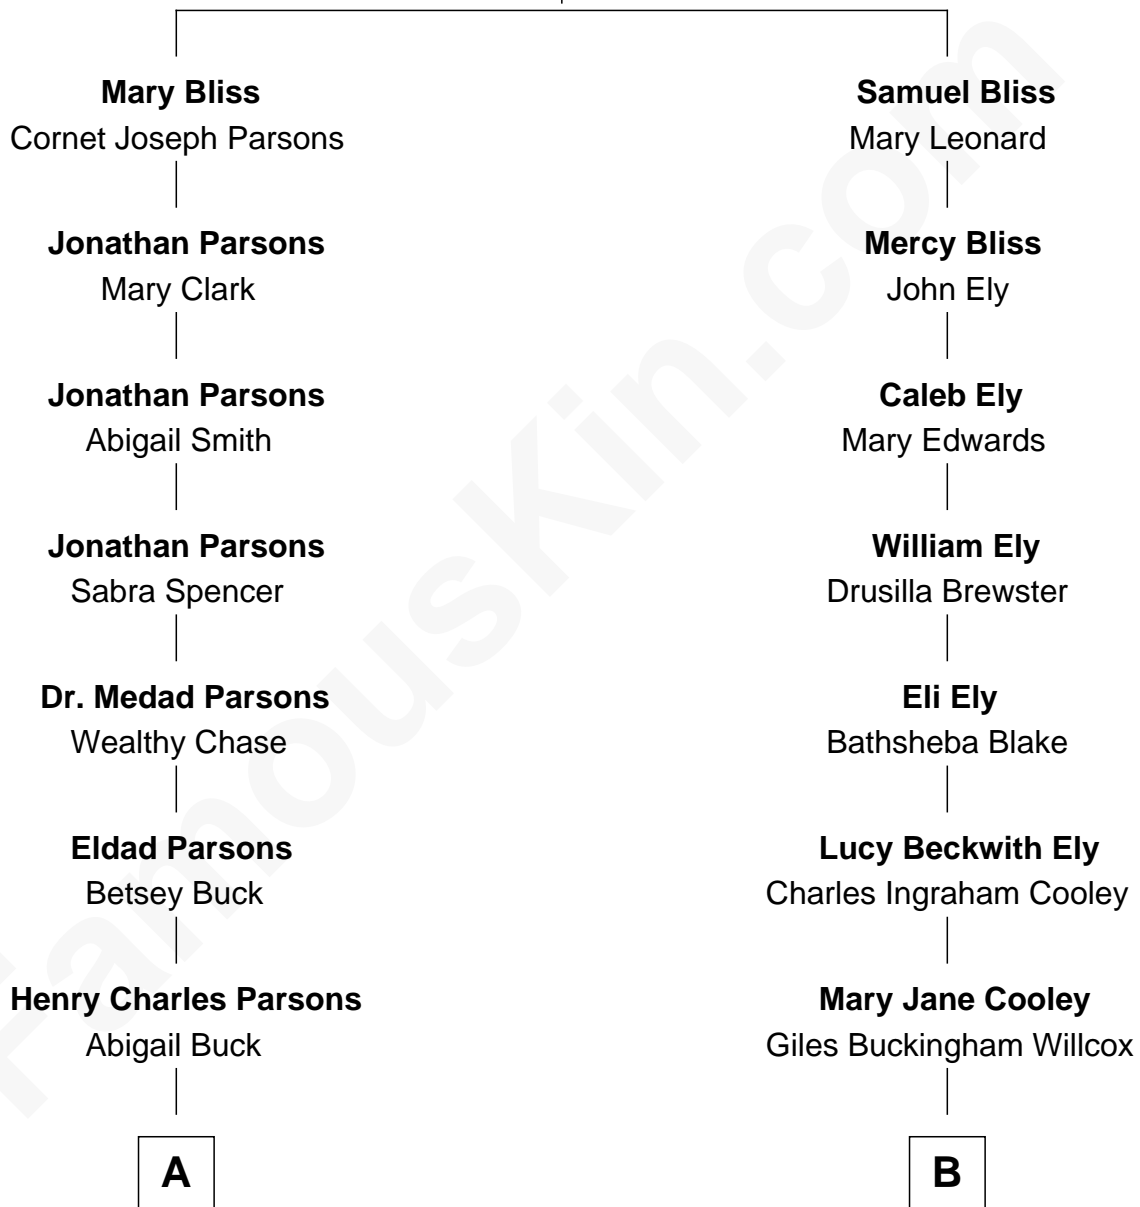 Mary Bliss
Cornet Joseph Parsons
Jonathan Parsons
Mary Clark
Jonathan Parsons
Abigail Smith
Jonathan Parsons
Sabra Spencer
Dr. Medad Parsons
Wealthy Chase
Eldad Parsons
Betsey Buck
Henry Charles Parsons
Abigail Buck
A
Samuel Bliss
Mary Leonard
Mercy Bliss
John Ely
Caleb Ely
Mary Edwards
William Ely
Drusilla Brewster
Eli Ely
Bathsheba Blake
Lucy Beckwith Ely
Charles Ingraham Cooley
Mary Jane Cooley
Giles Buckingham Willcox
B
FamousKin.com